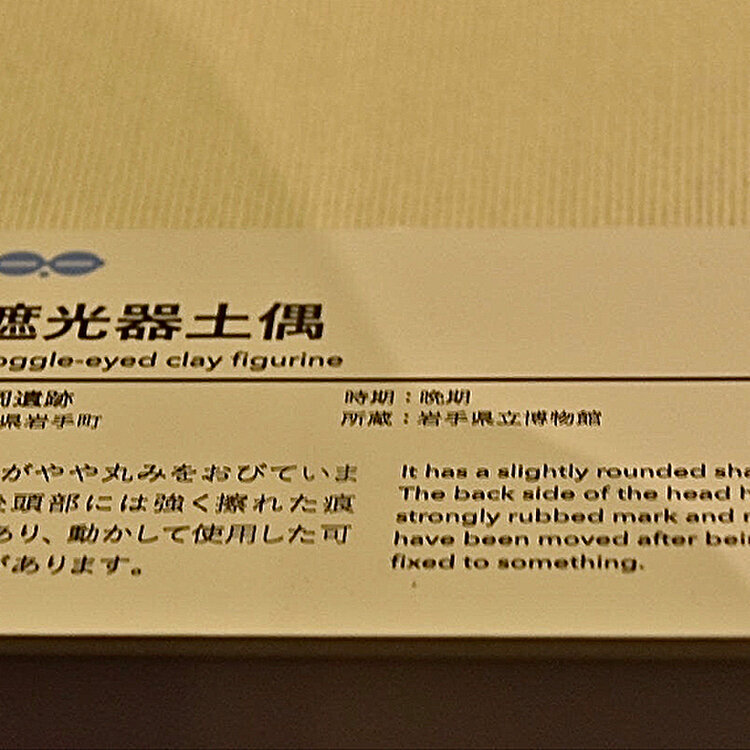 遮光器土偶
oggle-eyed clay figurine
遺跡
県岩手町
時期：晩期
所蔵：岩手県立博物館
がやや丸みをおびていま
頭部には強く擦れた痕
あり、動かして使用した可
があります。
It has a slightly rounded sha
The back side of the head h
strongly rubbed mark and
have been moved after bein
fixed to something.